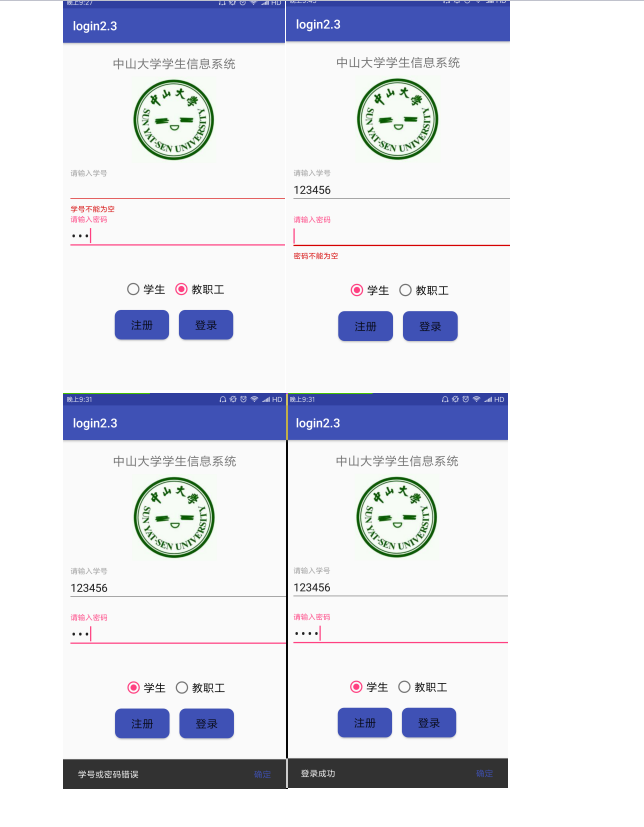 晚上9:27 HD
login2.3
中山大学学生信息系统
中山大学
SUN YAT-SEN UNIVERSITY
请输入学号
学号不能为空
请输入密码
•••
学生 教职工
注册 登录
HD
login2.3
中山大学学生信息系统
中山大学
SUN YAT-SEN UNIVERSITY
请输入学号
123456
请输入密码
密码不能为空
学生 教职工
注册 登录
晚上9:31 HD
login2.3
中山大学学生信息系统
中山大学
SUN YAT-SEN UNIVERSITY
请输入学号
123456
请输入密码
•••
学生 教职工
注册 登录
学号或密码错误 确定
晚上9:31 HD
login2.3
中山大学学生信息系统
中山大学
SUN YAT-SEN UNIVERSITY
请输入学号
123456
请输入密码
••••
学生 教职工
注册 登录
登录成功 确定